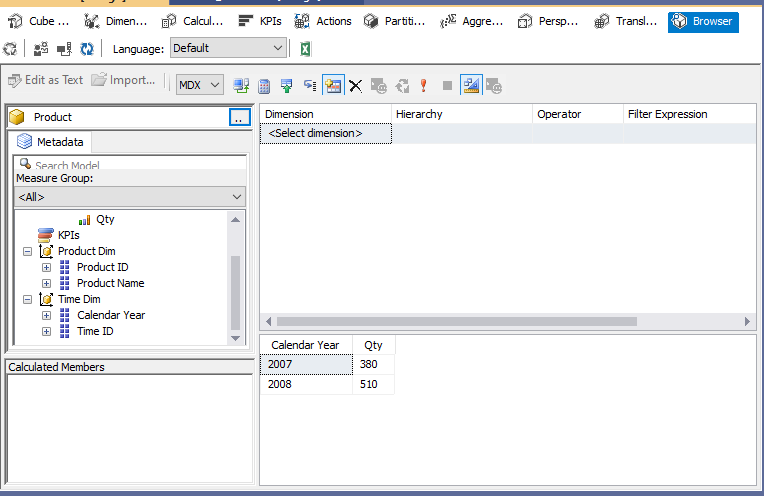 Cube ... Dimen... Calcul... KPIs Actions Partiti... Aggre... Persp... Transl... Browser
Language: Default
Edit as Text Import... MDX
Product ..
Metadata
Search Model
Measure Group:
<All>
Qty
KPIs
Product Dim
Product ID
Product Name
Time Dim
Calendar Year
Time ID
Calculated Members
Dimension Hierarchy Operator Filter Expression
<Select dimension>
Calendar Year Qty
2007 380
2008 510